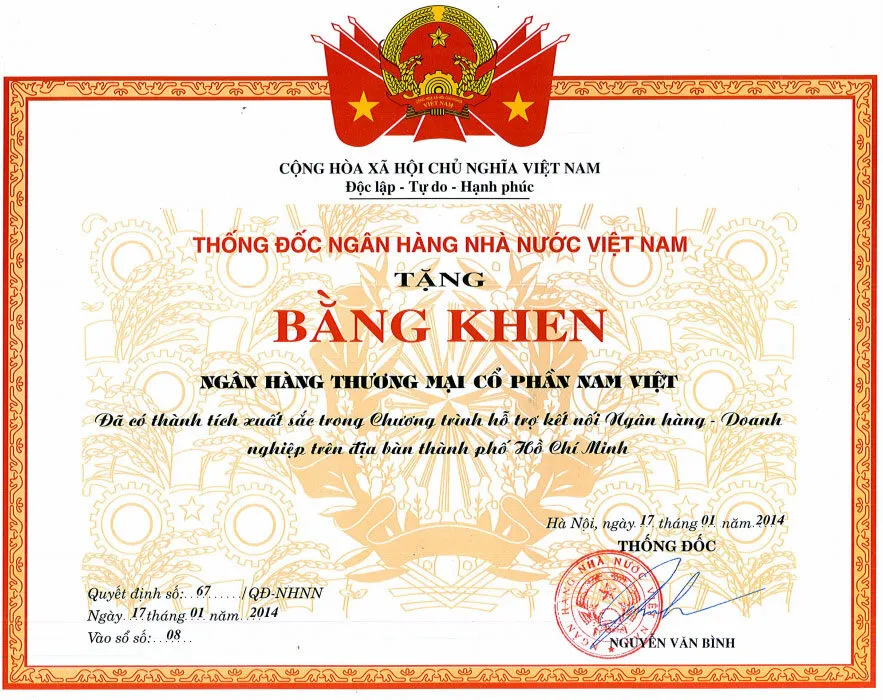 CỘNG HÒA XÃ HỘI CHỦ NGHĨA VIỆT NAM
Độc lập - Tự do - Hạnh phúc
THỐNG ĐỐC NGÂN HÀNG NHÀ NƯỚC VIỆT NAM
TẶNG
BẰNG KHEN
NGÂN HÀNG THƯƠNG MẠI CỔ PHẦN NAM VIỆT
Đã có thành tích xuất sắc trong Chương trình hỗ trợ kết nối Ngân hàng - Doanh
nghiệp trên địa bàn thành phố Hồ Chí Minh
Hà Nội, ngày 17 tháng 01 năm 2014
THỐNG ĐỐC
NGÂN HÀNG NHÀ NƯỚC VIỆT NAM
NGUYỄN VĂN BÌNH
Quyết định số: 67 /QĐ-NHNN
Ngày 17 tháng 01 năm 2014
Vào sổ số: 08